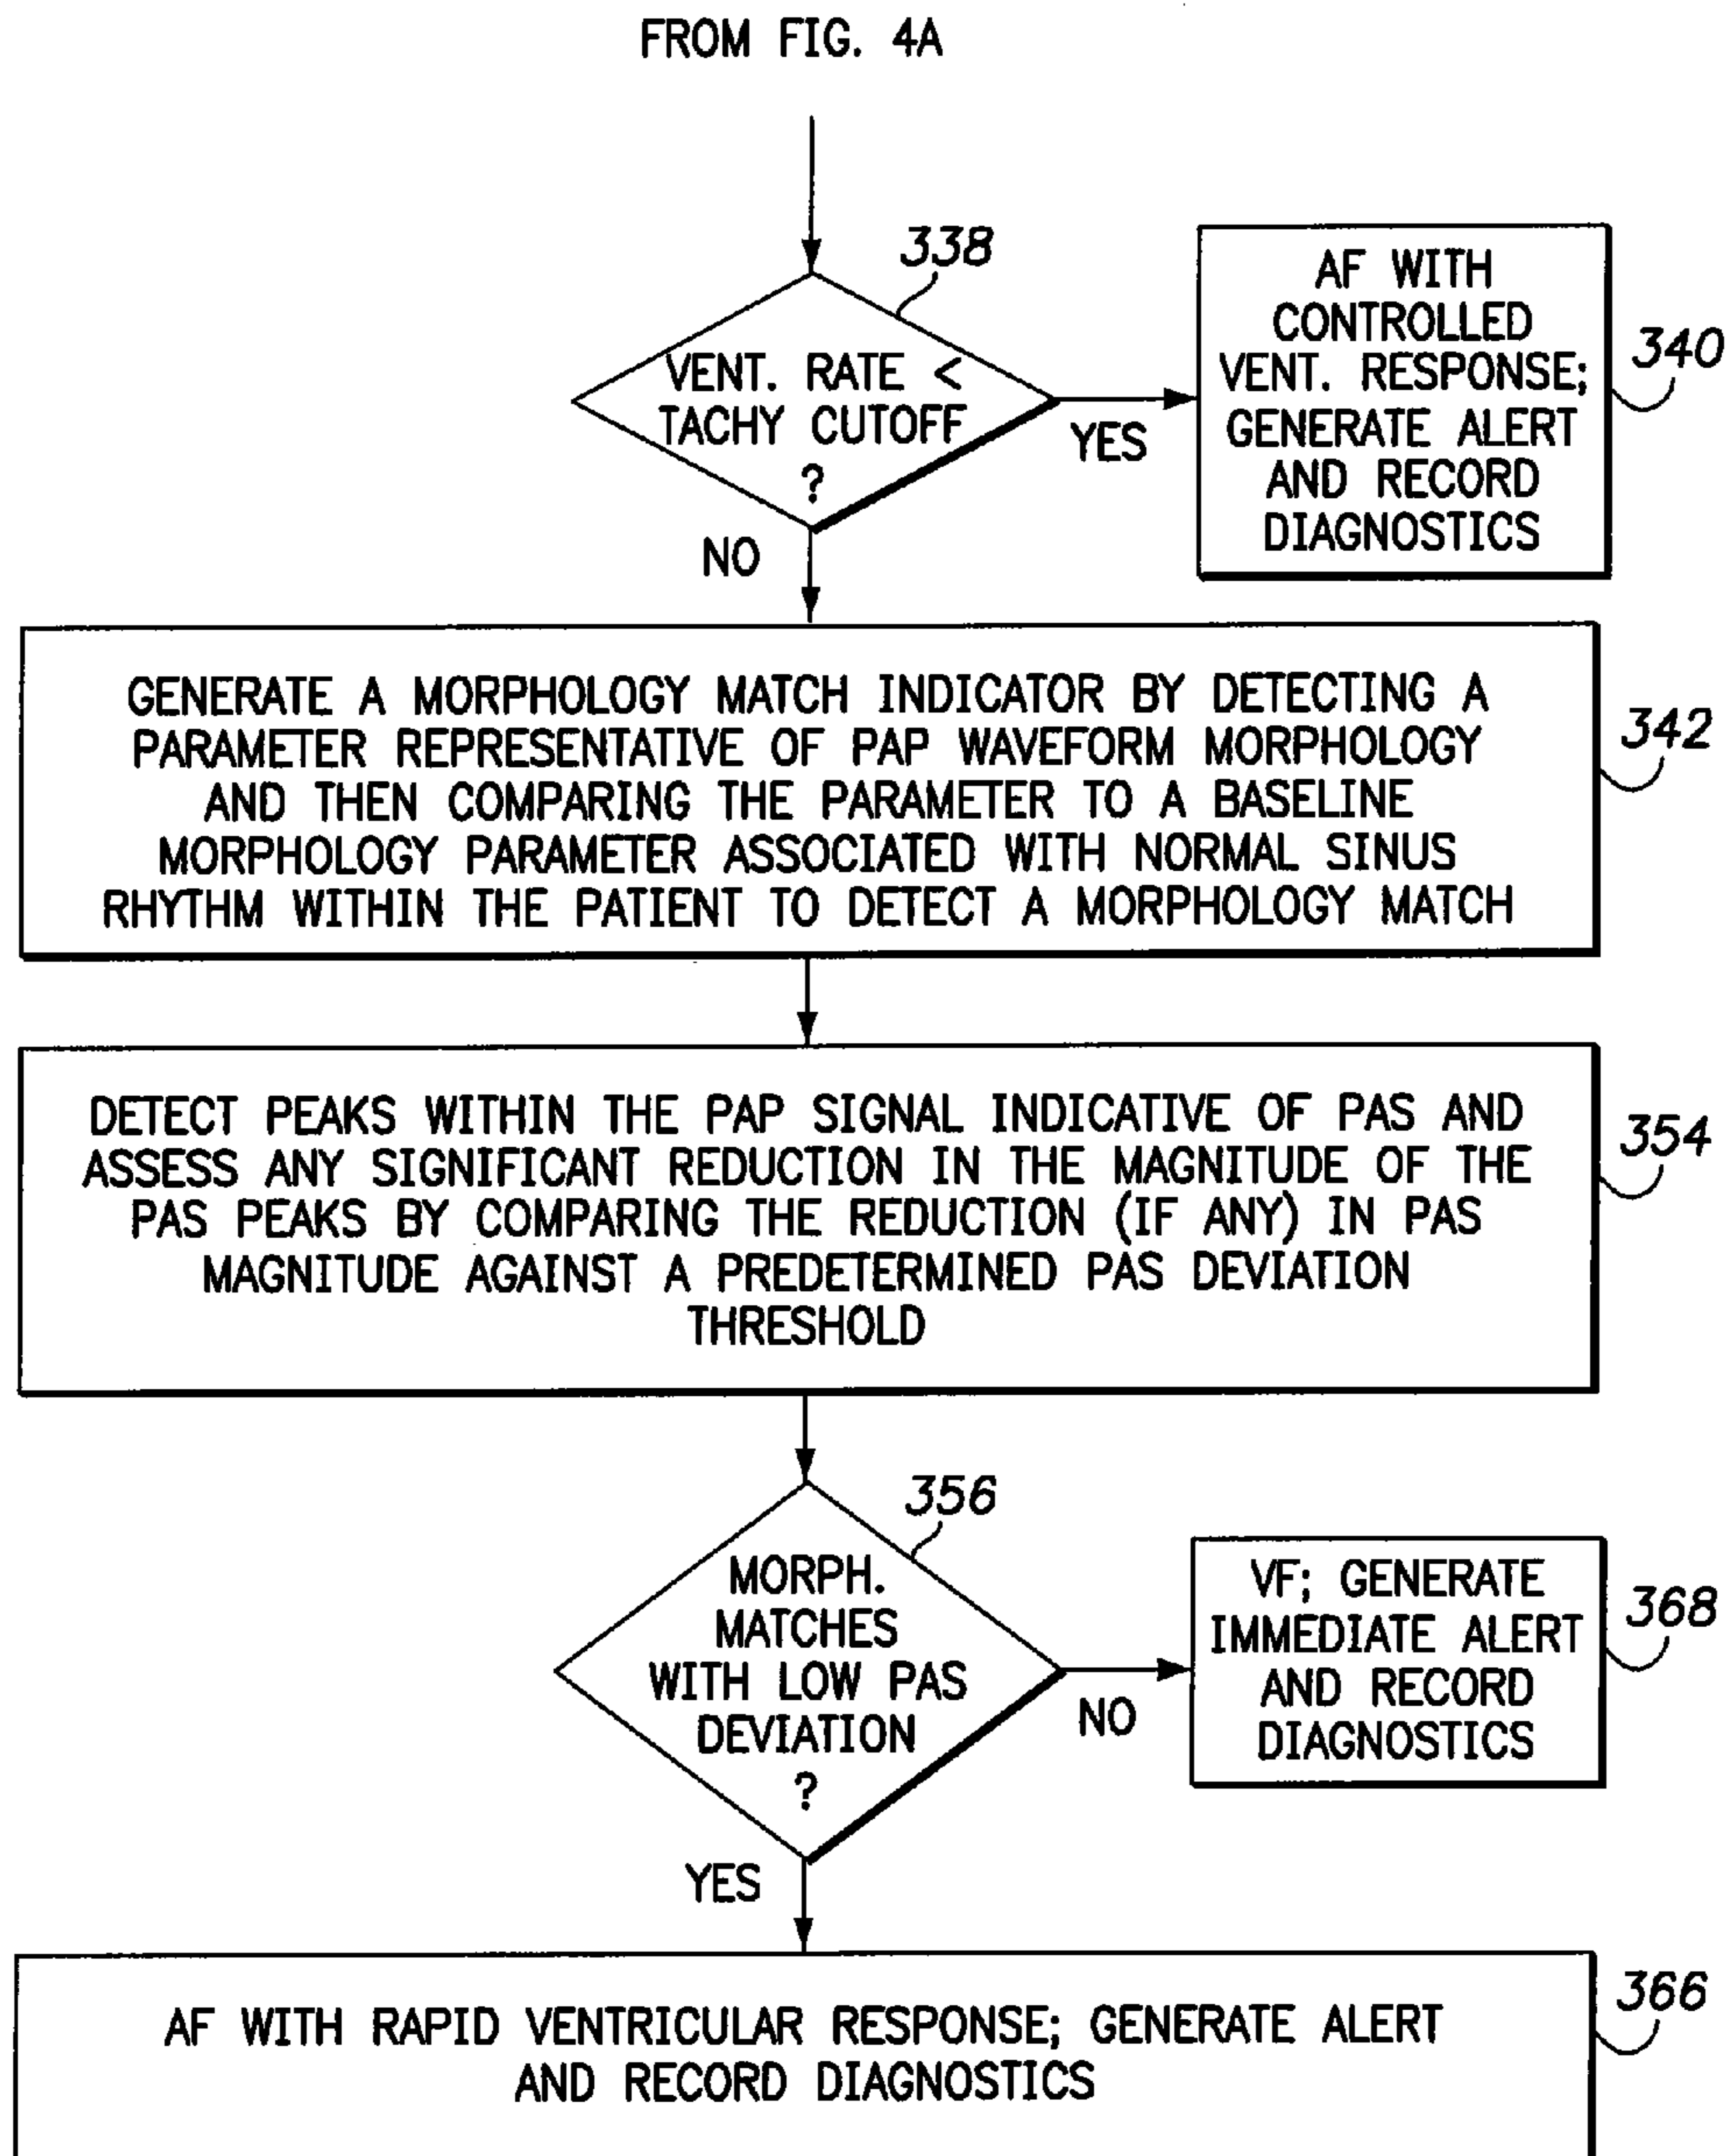 FROM FIG. 4A
338
VENT. RATE <
TACHY CUTOFF
?
YES
NO
AF WITH
CONTROLLED
VENT. RESPONSE;
GENERATE ALERT
AND RECORD
DIAGNOSTICS
340
GENERATE A MORPHOLOGY MATCH INDICATOR BY DETECTING A
PARAMETER REPRESENTATIVE OF PAP WAVEFORM MORPHOLOGY
AND THEN COMPARING THE PARAMETER TO A BASELINE
MORPHOLOGY PARAMETER ASSOCIATED WITH NORMAL SINUS
RHYTHM WITHIN THE PATIENT TO DETECT A MORPHOLOGY MATCH
342
DETECT PEAKS WITHIN THE PAP SIGNAL INDICATIVE OF PAS AND
ASSESS ANY SIGNIFICANT REDUCTION IN THE MAGNITUDE OF THE
PAS PEAKS BY COMPARING THE REDUCTION (IF ANY) IN PAS
MAGNITUDE AGAINST A PREDETERMINED PAS DEVIATION
THRESHOLD
354
356
MORPH.
MATCHES
WITH LOW PAS
DEVIATION
?
NO
YES
VF; GENERATE
IMMEDIATE ALERT
AND RECORD
DIAGNOSTICS
368
AF WITH RAPID VENTRICULAR RESPONSE; GENERATE ALERT
AND RECORD DIAGNOSTICS
366